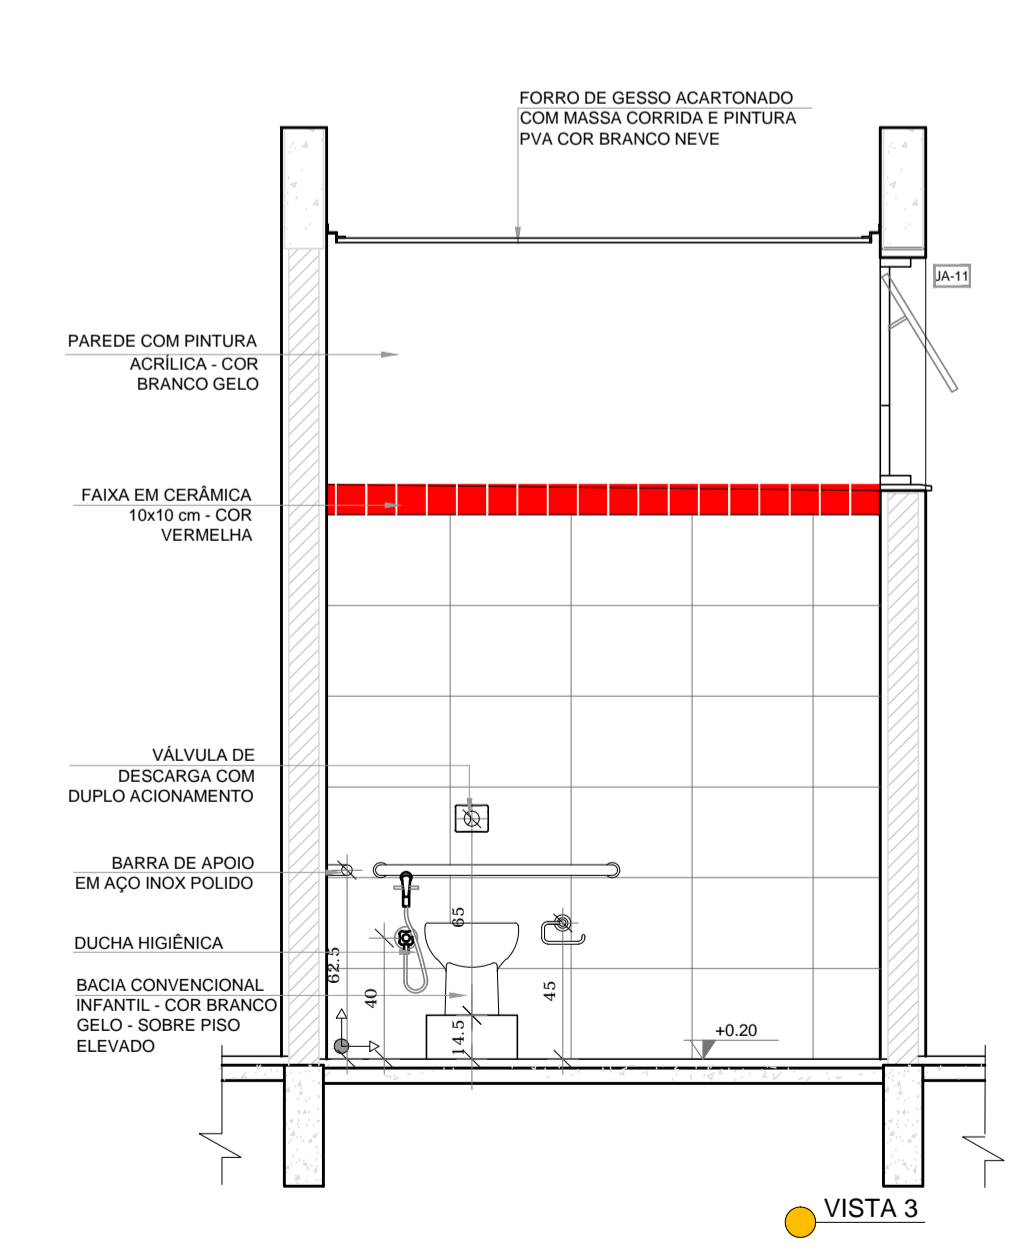 FORRO DE GESSO ACARTONADO
COM MASSA CORRIDA E PINTURA
PVA COR BRANCO NEVE
JA-11
PAREDE COM PINTURA
ACRÍLICA - COR
BRANCO GELO
FAIXA EM CERÂMICA
10x10 cm - COR
VERMELHA
VÁLVULA DE
DESCARGA COM
DUPLO ACIONAMENTO
BARRA DE APOIO
EM AÇO INOX POLIDO
DUCHA HIGIÊNICA
BACIA CONVENCIONAL
INFANTIL - COR BRANCO
GELO - SOBRE PISO
ELEVADO
62.5
40
65
14.5
45
+0.20
VISTA 3